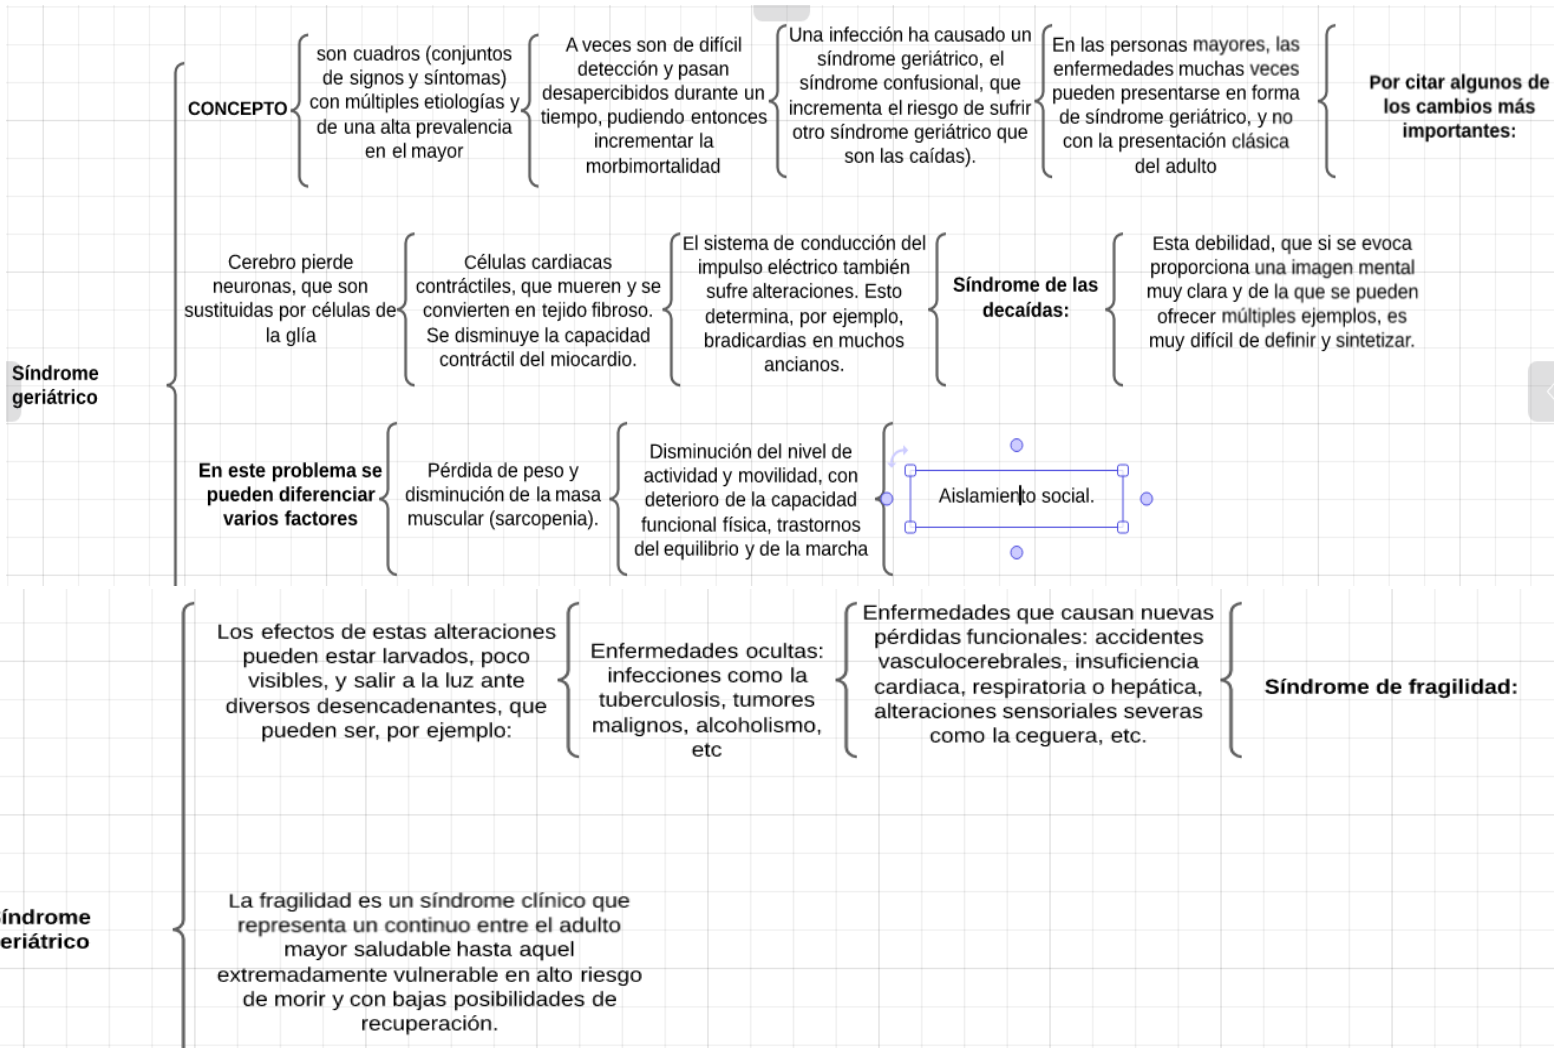 CONCEPTO
son cuadros (conjuntos
de signos y síntomas)
con múltiples etiologías y
de una alta prevalencia
en el mayor
A veces son de difícil
detección y pasan
desapercibidos durante un
tiempo, pudiendo entonces
incrementar la
morbimortalidad
Una infección ha causado un
síndrome geriátrico, el
síndrome confusional, que
incrementa el riesgo de sufrir
otro síndrome geriátrico que
son las caídas).
En las personas mayores, las
enfermedades muchas veces
pueden presentarse en forma
de síndrome geriátrico, y no
con la presentación clásica
del adulto
Por citar algunos de
los cambios más
importantes:
Cerebro pierde
neuronas, que son
sustituidas por células de
la glía
Células cardiacas
contráctiles, que mueren y se
convierten en tejido fibroso.
Se disminuye la capacidad
contráctil del miocardio.
El sistema de conducción del
impulso eléctrico también
sufre alteraciones. Esto
determina, por ejemplo,
bradicardias en muchos
ancianos.
Síndrome de las
decaídas:
Esta debilidad, que si se evoca
proporciona una imagen mental
muy clara y de la que se pueden
ofrecer múltiples ejemplos, es
muy difícil de definir y sintetizar.
Síndrome
geriátrico
En este problema se
pueden diferenciar
varios factores
Pérdida de peso y
disminución de la masa
muscular (sarcopenia).
Disminución del nivel de
actividad y movilidad, con
deterioro de la capacidad
funcional física, trastornos
del equilibrio y de la marcha
Aislamiento social.
Los efectos de estas alteraciones
pueden estar larvados, poco
visibles, y salir a la luz ante
diversos desencadenantes, que
pueden ser, por ejemplo:
Enfermedades ocultas:
infecciones como la
tuberculosis, tumores
malignos, alcoholismo,
etc
Enfermedades que causan nuevas
pérdidas funcionales: accidentes
vasculocerebrales, insuficiencia
cardiaca, respiratoria o hepática,
alteraciones sensoriales severas
como la ceguera, etc.
Síndrome de fragilidad:
índrome
eriátrico
La fragilidad es un síndrome clínico que
representa un continuo entre el adulto
mayor saludable hasta aquel
extremadamente vulnerable en alto riesgo
de morir y con bajas posibilidades de
recuperación.